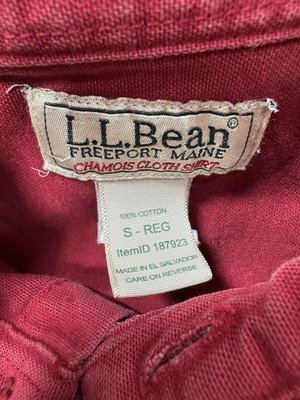 L.L.Bean®
FREEPORT MAINE
CHAMOIS CLOTH SHIRT
100% COTTON
S - REG
ItemID 187923
MADE IN EL SALVADOR
CARE ON REVERSE